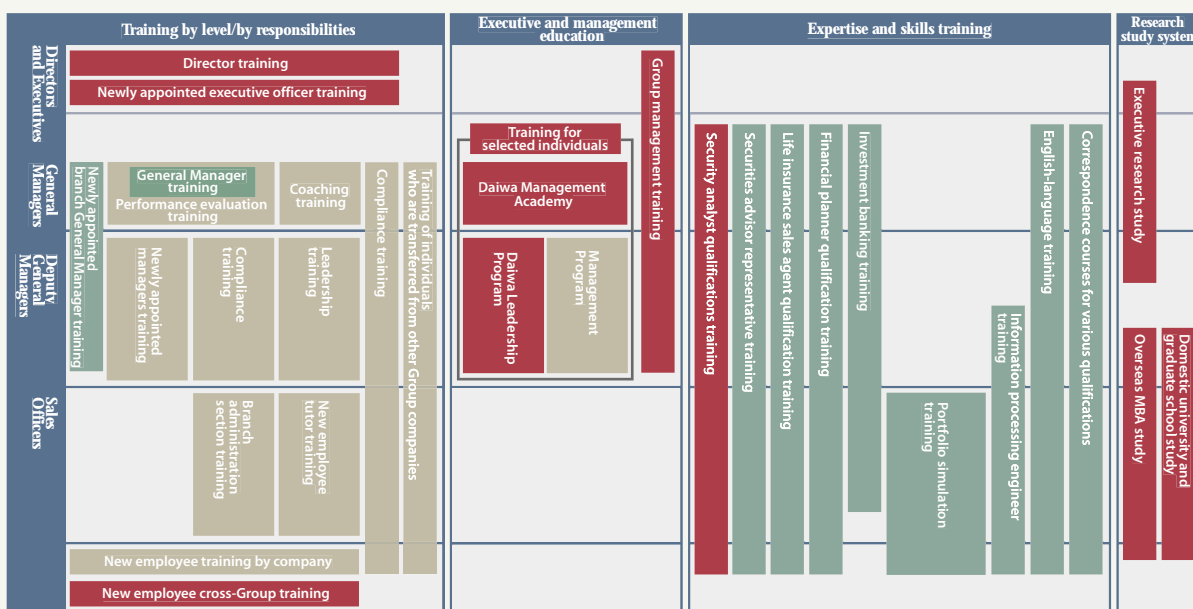 Training by level/by responsibilities
Executive and management
education
Expertise and skills training
Research
study system
Directors
and Executives
General
Managers
Deputy
General
Managers
Sales
Officers
Director training
Newly appointed executive officer training
Newly appointed
branch General Manager training
General Manager
training
Performance evaluation
training
Coaching
training
Compliance training
Training of individuals
who are transferred from other Group companies
Newly appointed
managers training
Compliance
training
Leadership
training
Branch
administration
section training
New employee
tutor training
New employee training by company
New employee cross-Group training
Training for
selected individuals
Daiwa Management
Academy
Daiwa Leadership
Program
Management
Program
Group management training
Security analyst qualifications training
Securities advisor representative training
Life insurance sales agent qualification training
Financial planner qualification training
Investment banking training
Portfolio simulation
training
Information processing engineer
training
English-language training
Correspondence courses for various qualifications
Executive research study
Overseas MBA study
Domestic university and
graduate school study